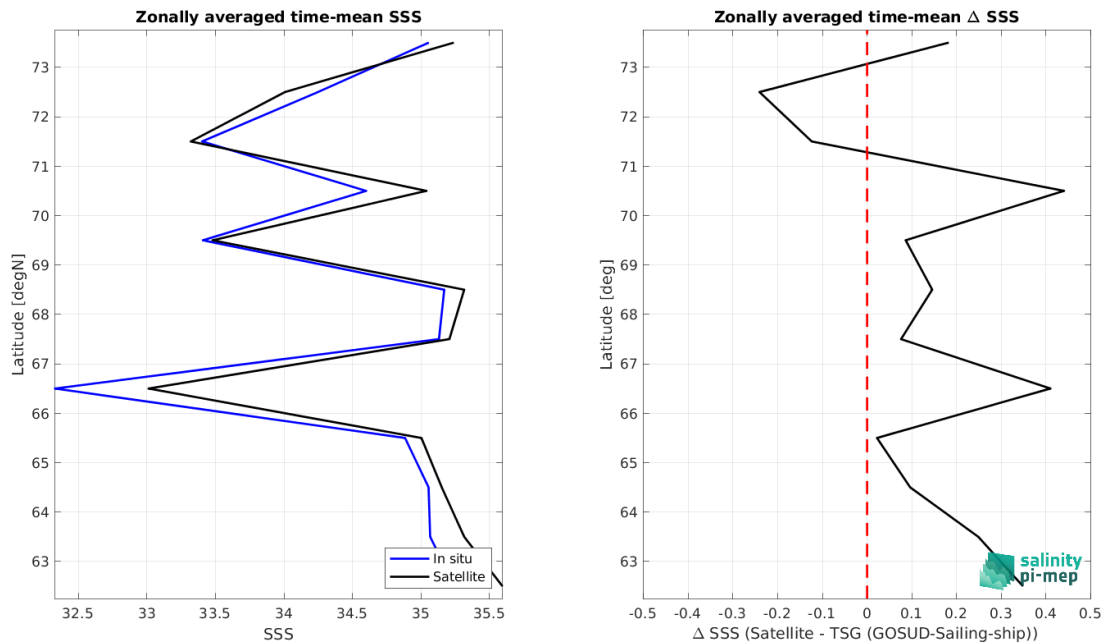 Zonally averaged time-mean SSS
Latitude [degN]
73
72
71
70
69
68
67
66
65
64
63
32.5 33 33.5 34 34.5 35 35.5
SSS
In situ
Satellite
Zonally averaged time-mean Δ SSS
Latitude [deg]
73
72
71
70
69
68
67
66
65
64
63
-0.5 -0.4 -0.3 -0.2 -0.1 0 0.1 0.2 0.3 0.4 0.5
Δ SSS (Satellite - TSG (GOSUD-Sailing-ship))
salinity
pi-mep